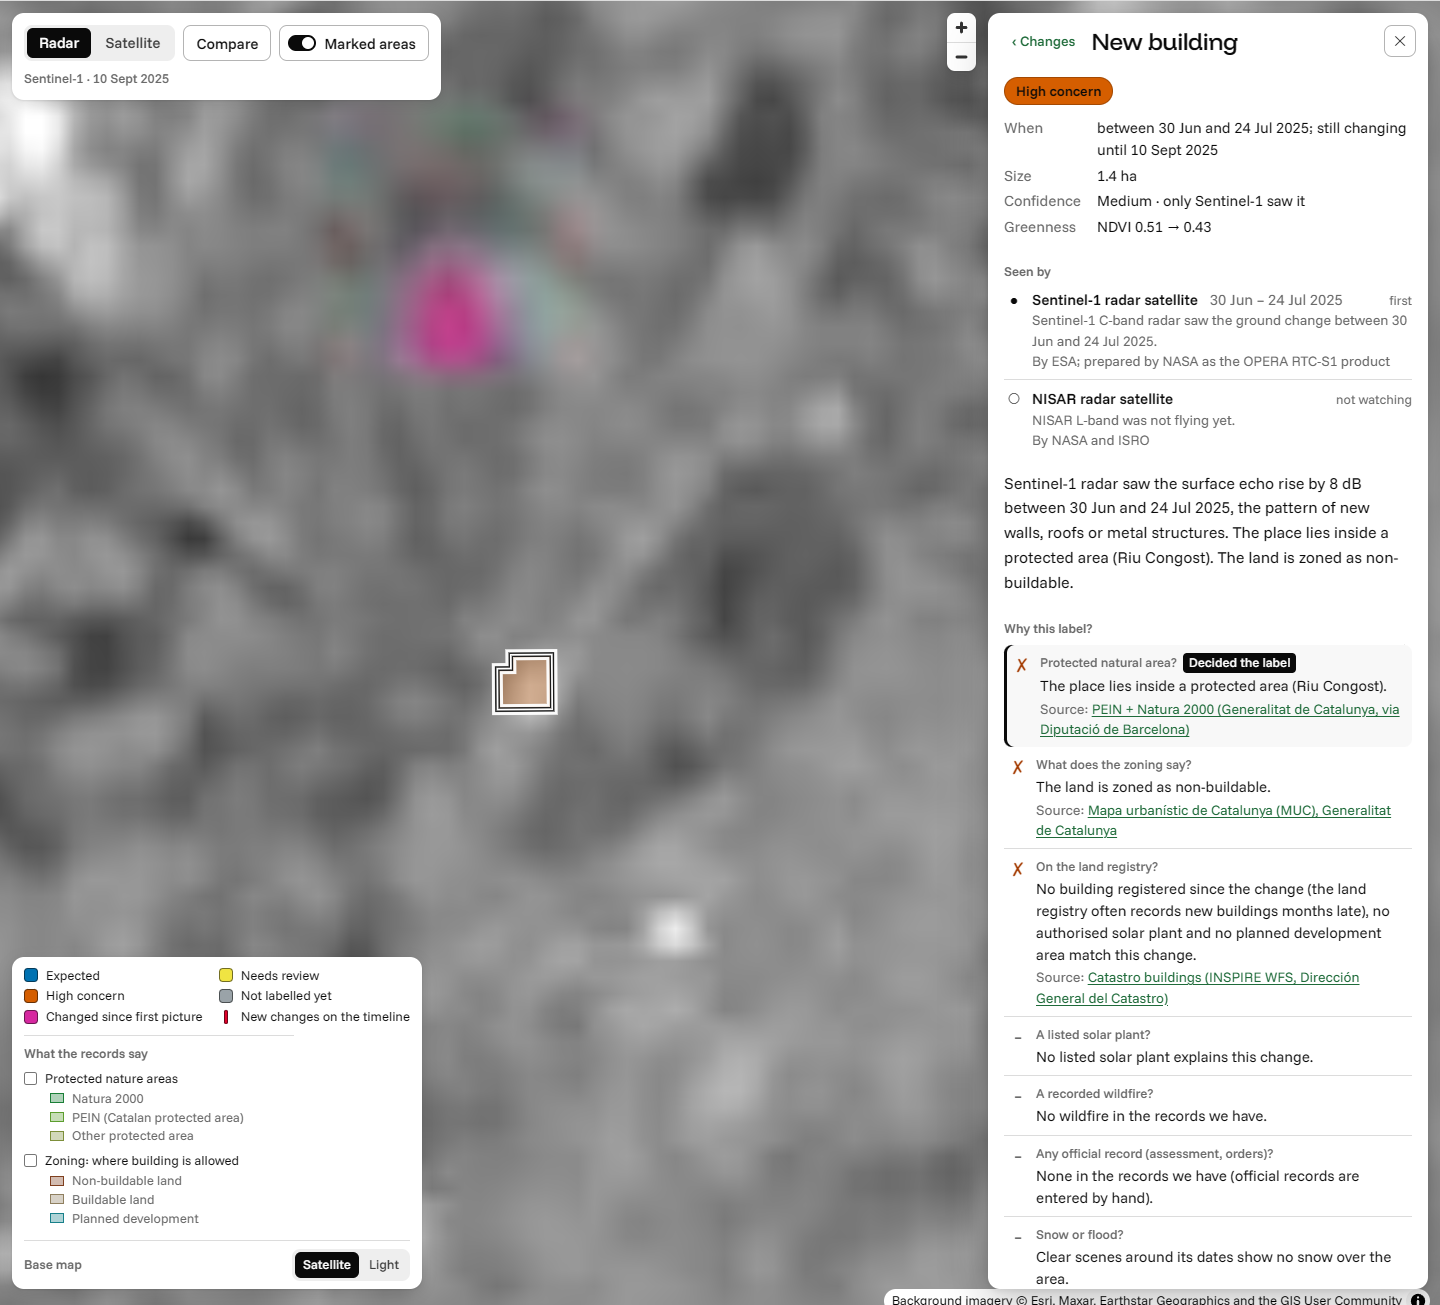 Radar
Satellite
Compare
Marked areas
Sentinel-1 · 10 Sept 2025
+
−
‹ Changes
New building
High concern
When
between 30 Jun and 24 Jul 2025; still changing
until 10 Sept 2025
Size
1.4 ha
Confidence
Medium · only Sentinel-1 saw it
Greenness
NDVI 0.51 → 0.43
Seen by
Sentinel-1 radar satellite 30 Jun – 24 Jul 2025 first
Sentinel-1 C-band radar saw the ground change between 30
Jun and 24 Jul 2025.
By ESA; prepared by NASA as the OPERA RTC-S1 product
NISAR radar satellite not watching
NISAR L-band was not flying yet.
By NASA and ISRO
Sentinel-1 radar saw the surface echo rise by 8 dB
between 30 Jun and 24 Jul 2025, the pattern of new
walls, roofs or metal structures. The place lies inside a
protected area (Riu Congost). The land is zoned as non-
buildable.
Why this label?
✗ Protected natural area? Decided the label
The place lies inside a protected area (Riu Congost).
Source: PEIN + Natura 2000 (Generalitat de Catalunya, via
Diputació de Barcelona)
✗ What does the zoning say?
The land is zoned as non-buildable.
Source: Mapa urbanístic de Catalunya (MUC), Generalitat
de Catalunya
✗ On the land registry?
No building registered since the change (the land
registry often records new buildings months late), no
authorised solar plant and no planned development
area match this change.
Source: Catastro buildings (INSPIRE WFS, Dirección
General del Catastro)
– A listed solar plant?
No listed solar plant explains this change.
– A recorded wildfire?
No wildfire in the records we have.
– Any official record (assessment, orders)?
None in the records we have (official records are
entered by hand).
– Snow or flood?
Clear scenes around its dates show no snow over the
area.
Expected
Needs review
High concern
Not labelled yet
Changed since first picture
New changes on the timeline
What the records say
Protected nature areas
Natura 2000
PEIN (Catalan protected area)
Other protected area
Zoning: where building is allowed
Non-buildable land
Buildable land
Planned development
Base map
Satellite
Light
Background imagery © Esri, Maxar, Earthstar Geographics and the GIS User Community